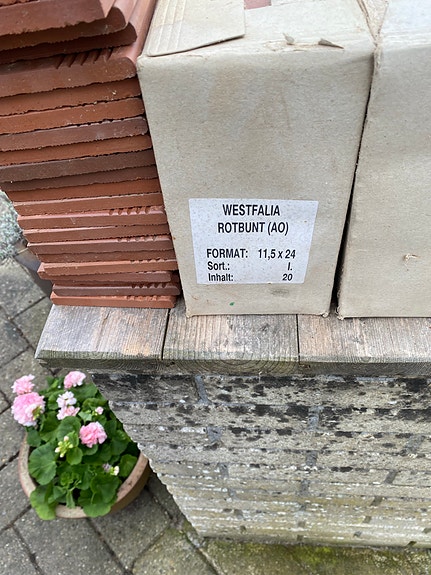 WESTFALIA
ROTBUNT (AO)
FORMAT: 11,5 x 24
Sort.: I.
Inhalt: 20